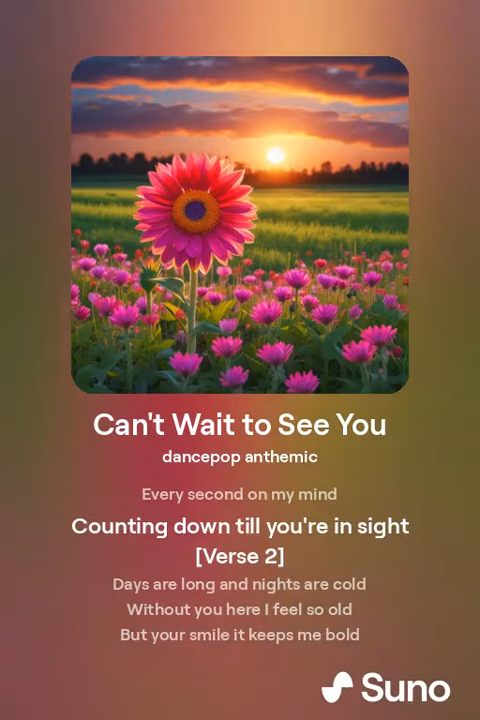 Can't Wait to See You
dancepop anthemic
Every second on my mind
Counting down till you're in sight
[Verse 2]
Days are long and nights are cold
Without you here I feel so old
But your smile it keeps me bold
Suno